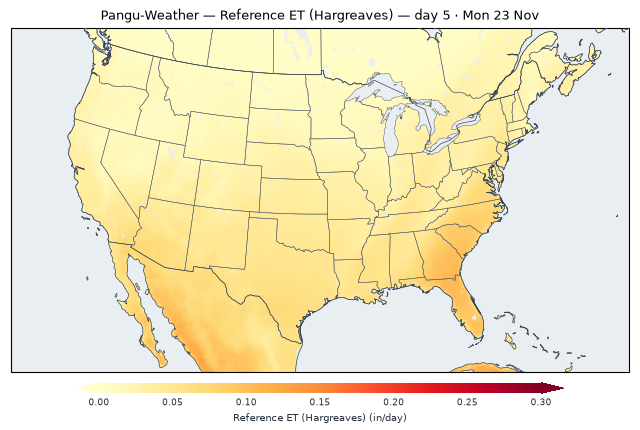 Pangu-Weather — Reference ET (Hargreaves) — day 5 · Mon 23 Nov
0.00 0.05 0.10 0.15 0.20 0.25 0.30
Reference ET (Hargreaves) (in/day)